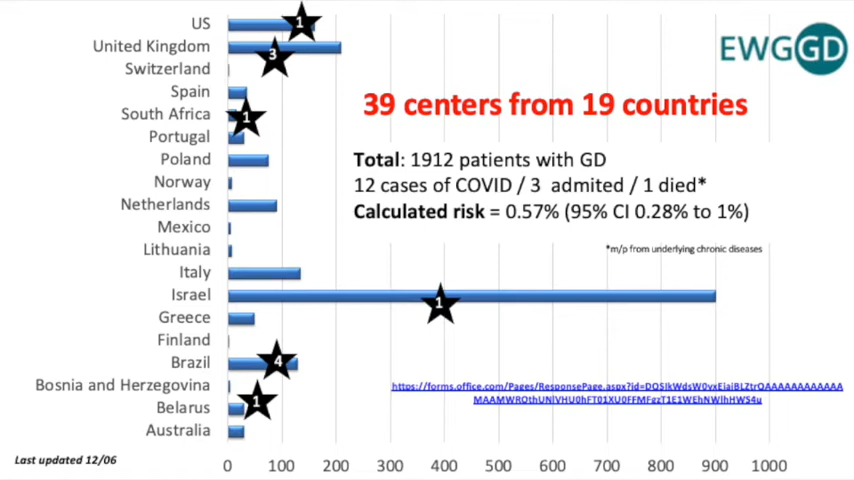 US
United Kingdom
Switzerland
Spain
South Africa
Portugal
Poland
Norway
Netherlands
Mexico
Lithuania
Italy
Israel
Greece
Finland
Brazil
Bosnia and Herzegovina
Belarus
Australia
1
3
1
1
4
1
EWGGD
39 centers from 19 countries
Total: 1912 patients with GD
12 cases of COVID / 3 admited / 1 died*
Calculated risk = 0.57% (95% CI 0.28% to 1%)
*m/p from underlying chronic diseases
Last updated 12/06
0 100 200 300 400 500 600 700 800 900 1000